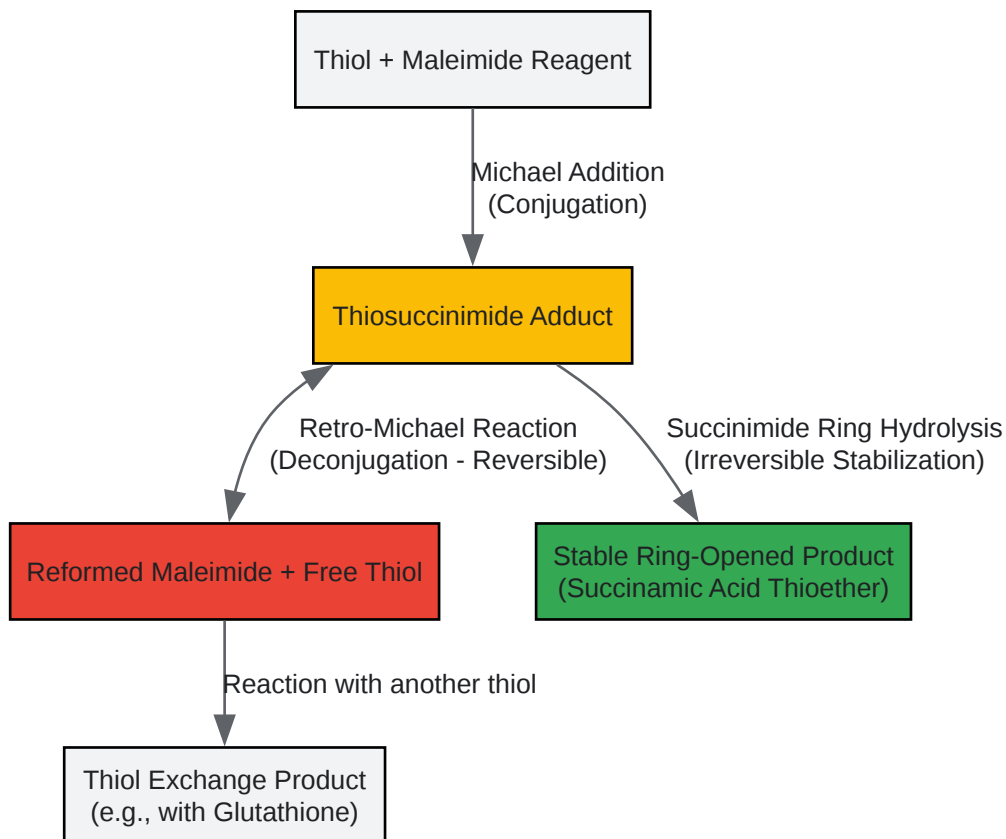 Thiol + Maleimide Reagent
Michael Addition
(Conjugation)
Thiosuccinimide Adduct
Retro-Michael Reaction
(Deconjugation - Reversible)
Succinimide Ring Hydrolysis
(Irreversible Stabilization)
Reformed Maleimide + Free Thiol
Stable Ring-Opened Product
(Succinamic Acid Thioether)
Reaction with another thiol
Thiol Exchange Product
(e.g., with Glutathione)